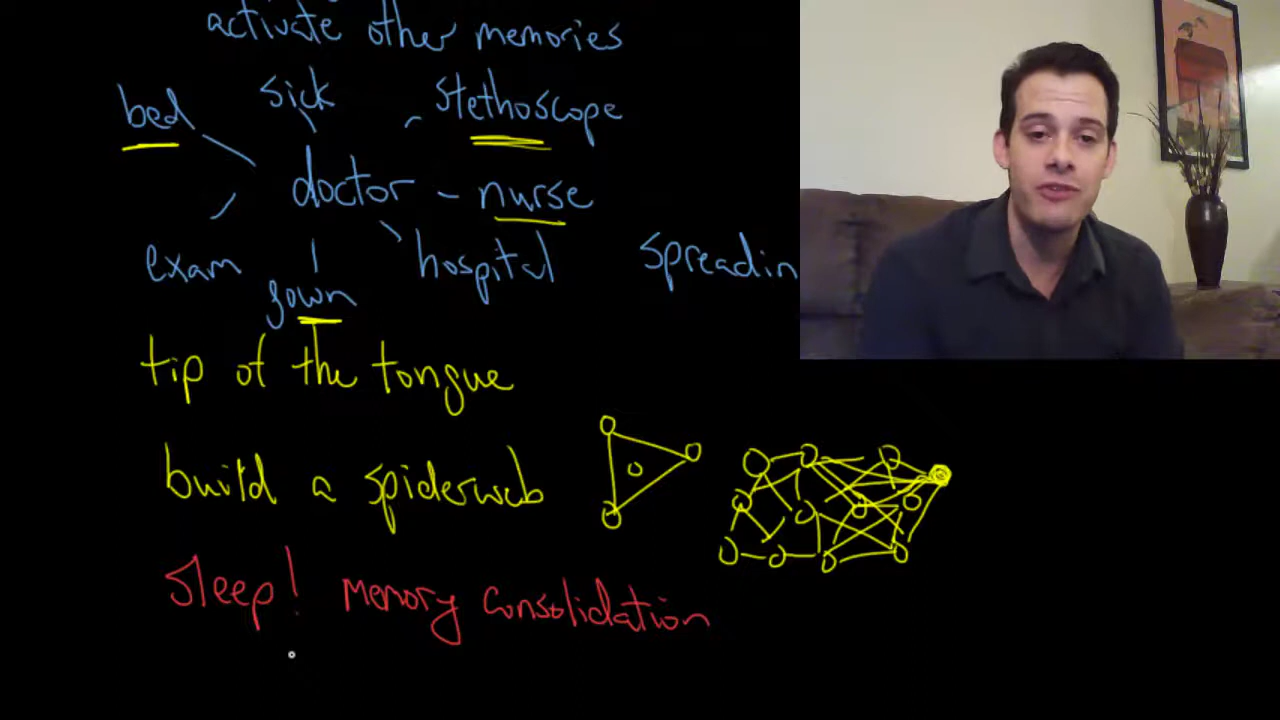 activate other memories
bed sick stethoscope
doctor - nurse
exam gown hospital spreadin
tip of the tongue
build a spiderweb
Sleep! Memory consolidation